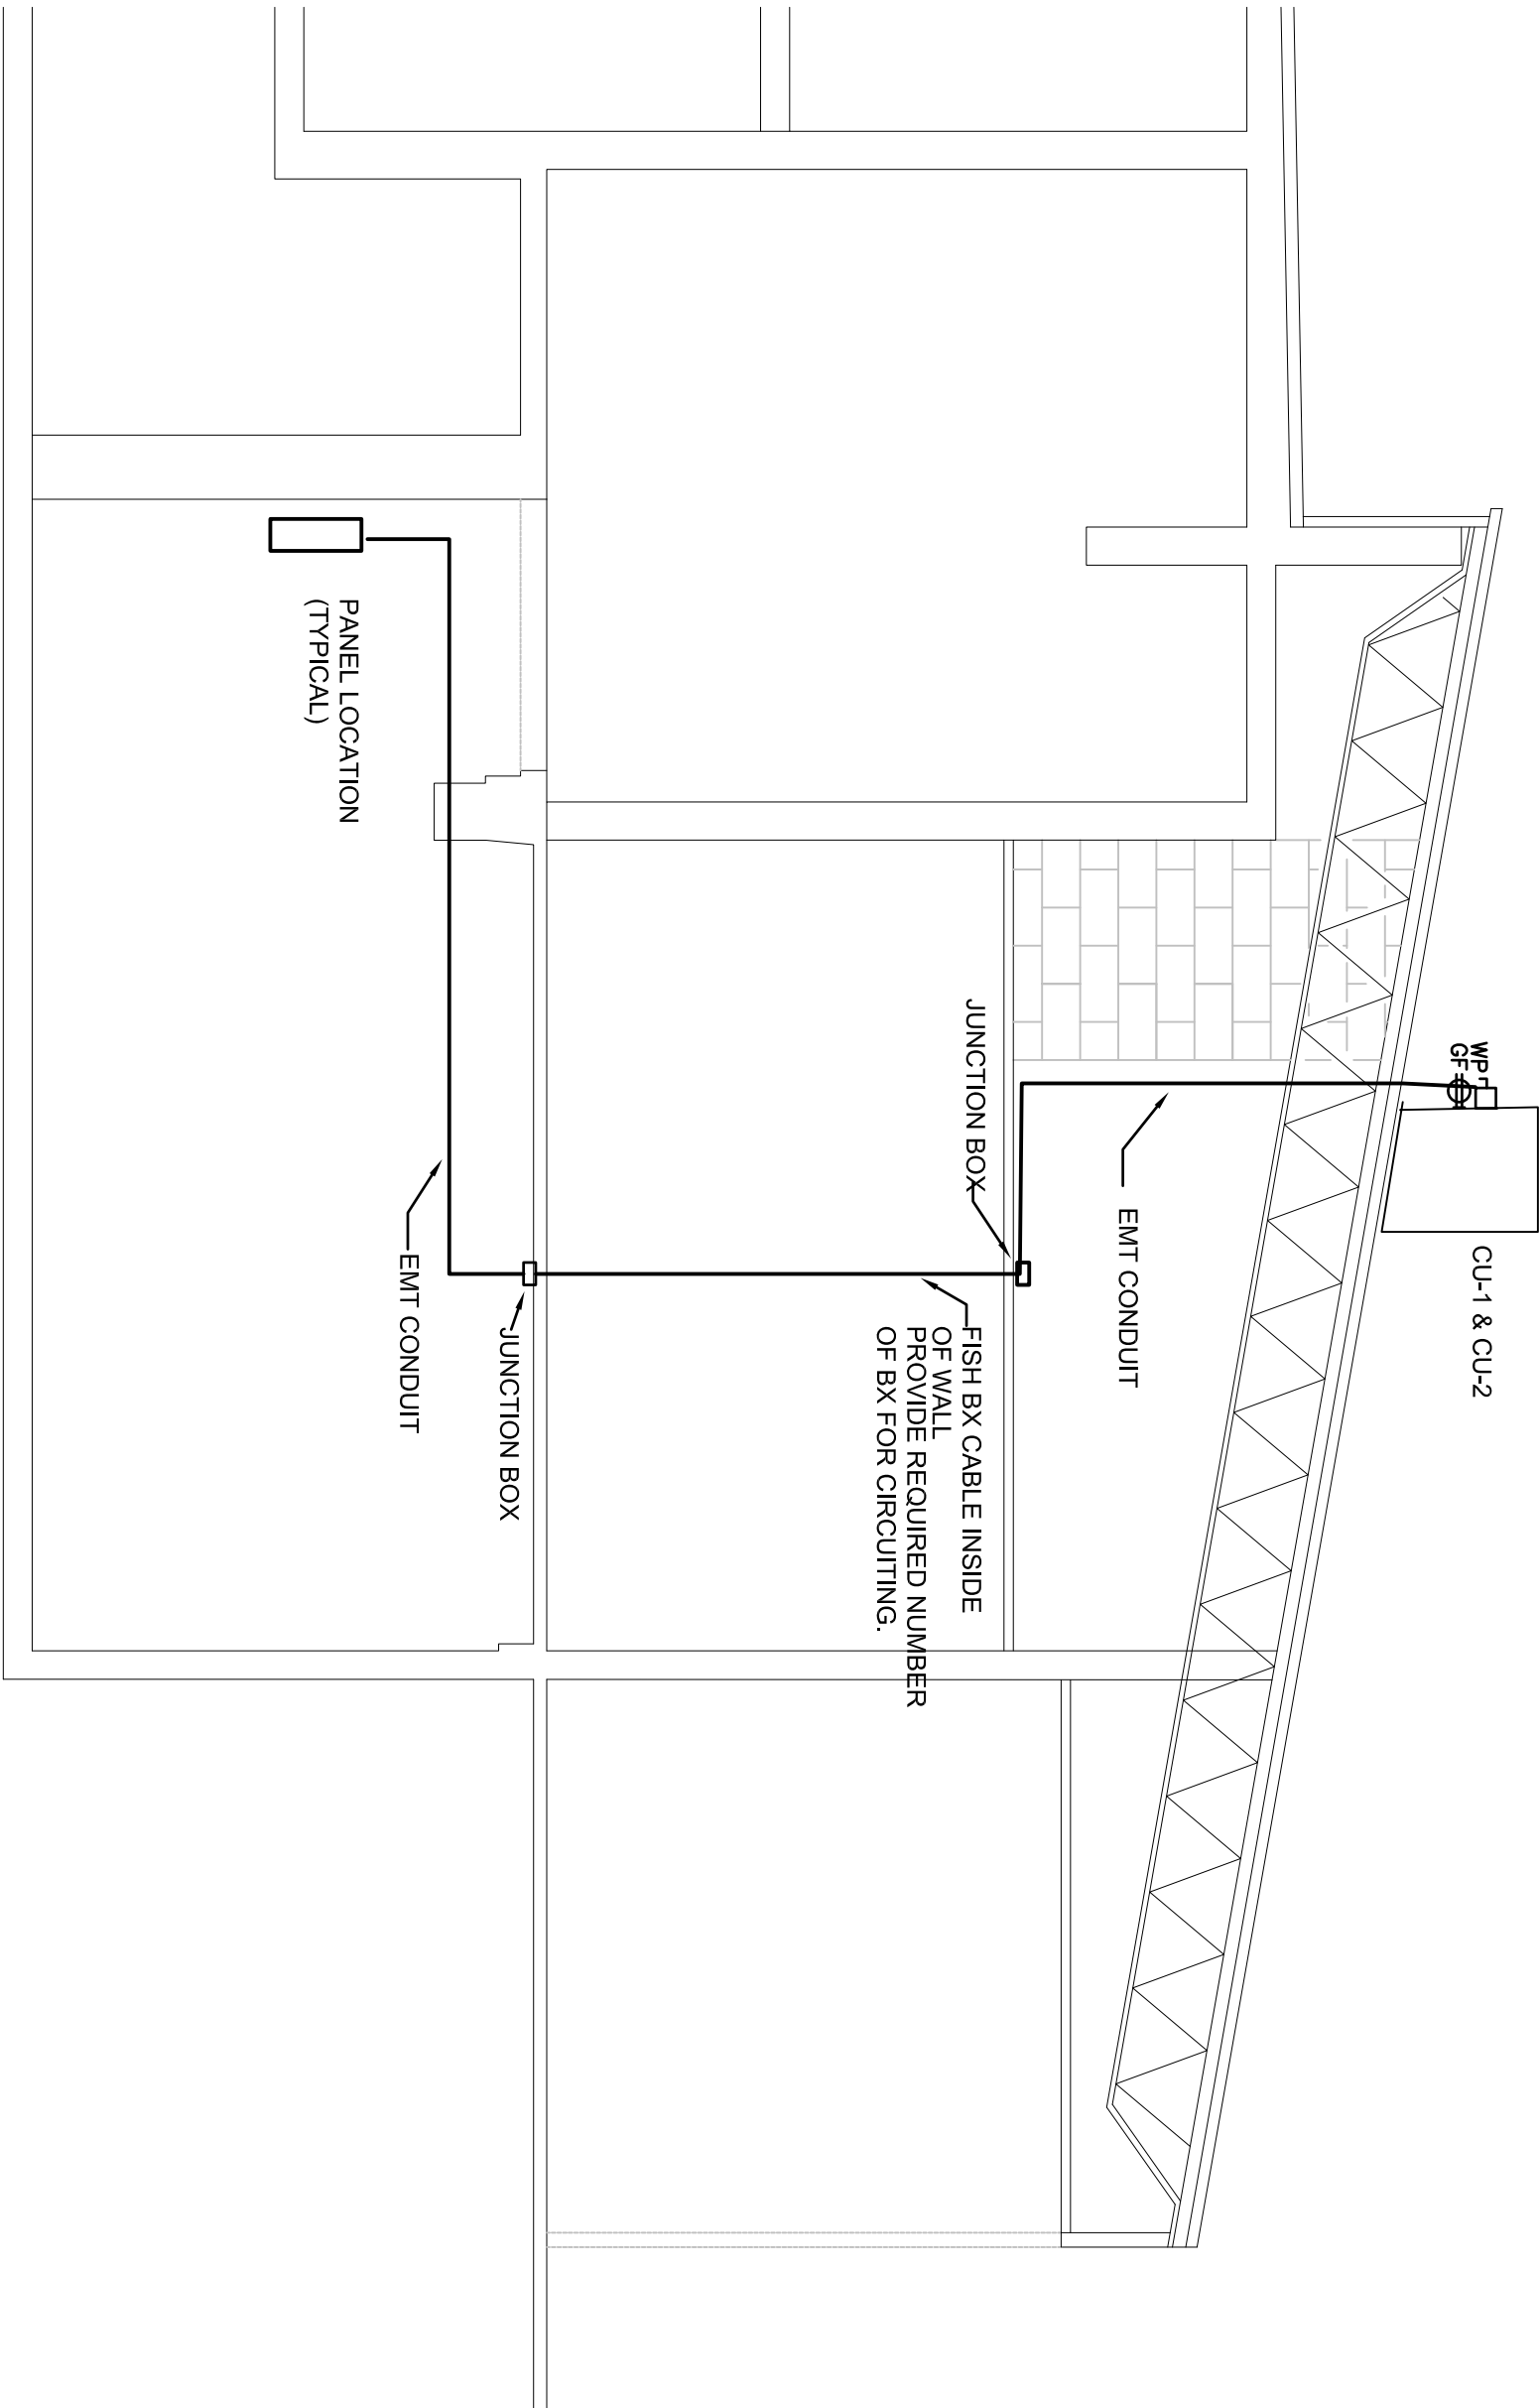 WP
GF
CU-1 & CU-2
EMT CONDUIT
JUNCTION BOX
FISH BX CABLE INSIDE
OF WALL
PROVIDE REQUIRED NUMBER
OF BX FOR CIRCUITING.
JUNCTION BOX
EMT CONDUIT
PANEL LOCATION
(TYPICAL)